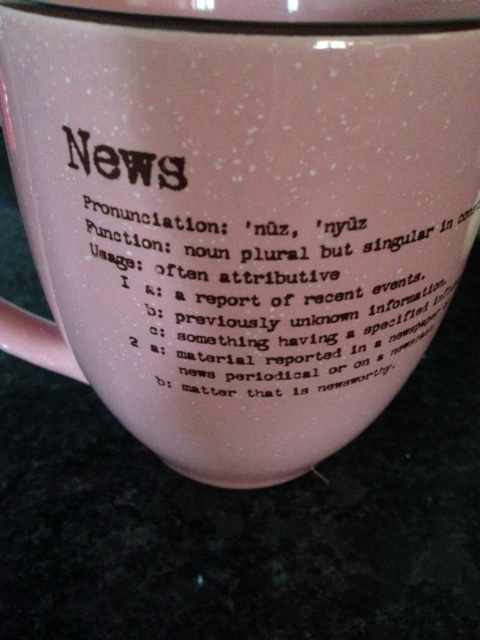 News
Pronunciation: 'nüz, 'nyüz
Function: noun plural but singular in
Usage: often attributive
1 a: a report of recent events.
b: previously unknown information.
c: something having a specified
2 a: material reported in a newspaper
news periodical or on a
b: matter that is newsworthy.